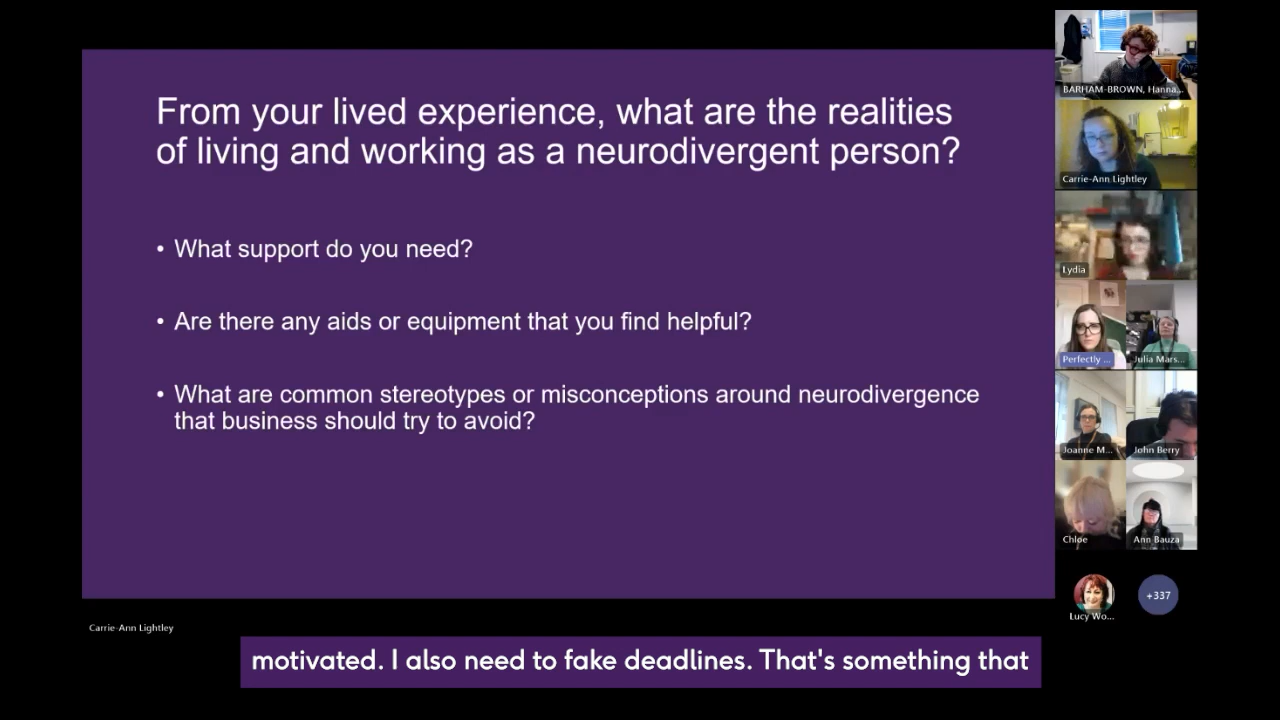 From your lived experience, what are the realities
of living and working as a neurodivergent person?
• What support do you need?
• Are there any aids or equipment that you find helpful?
• What are common stereotypes or misconceptions around neurodivergence
that business should try to avoid?
BARHAM-BROWN, Hanna...
Carrie-Ann Lightley
Lydia
Perfectly ...
Julia Mars...
Joanne M...
John Berry
Chloe
Ann Bauza
Lucy Wo...
+337
Carrie-Ann Lightley
motivated. I also need to fake deadlines. That's something that